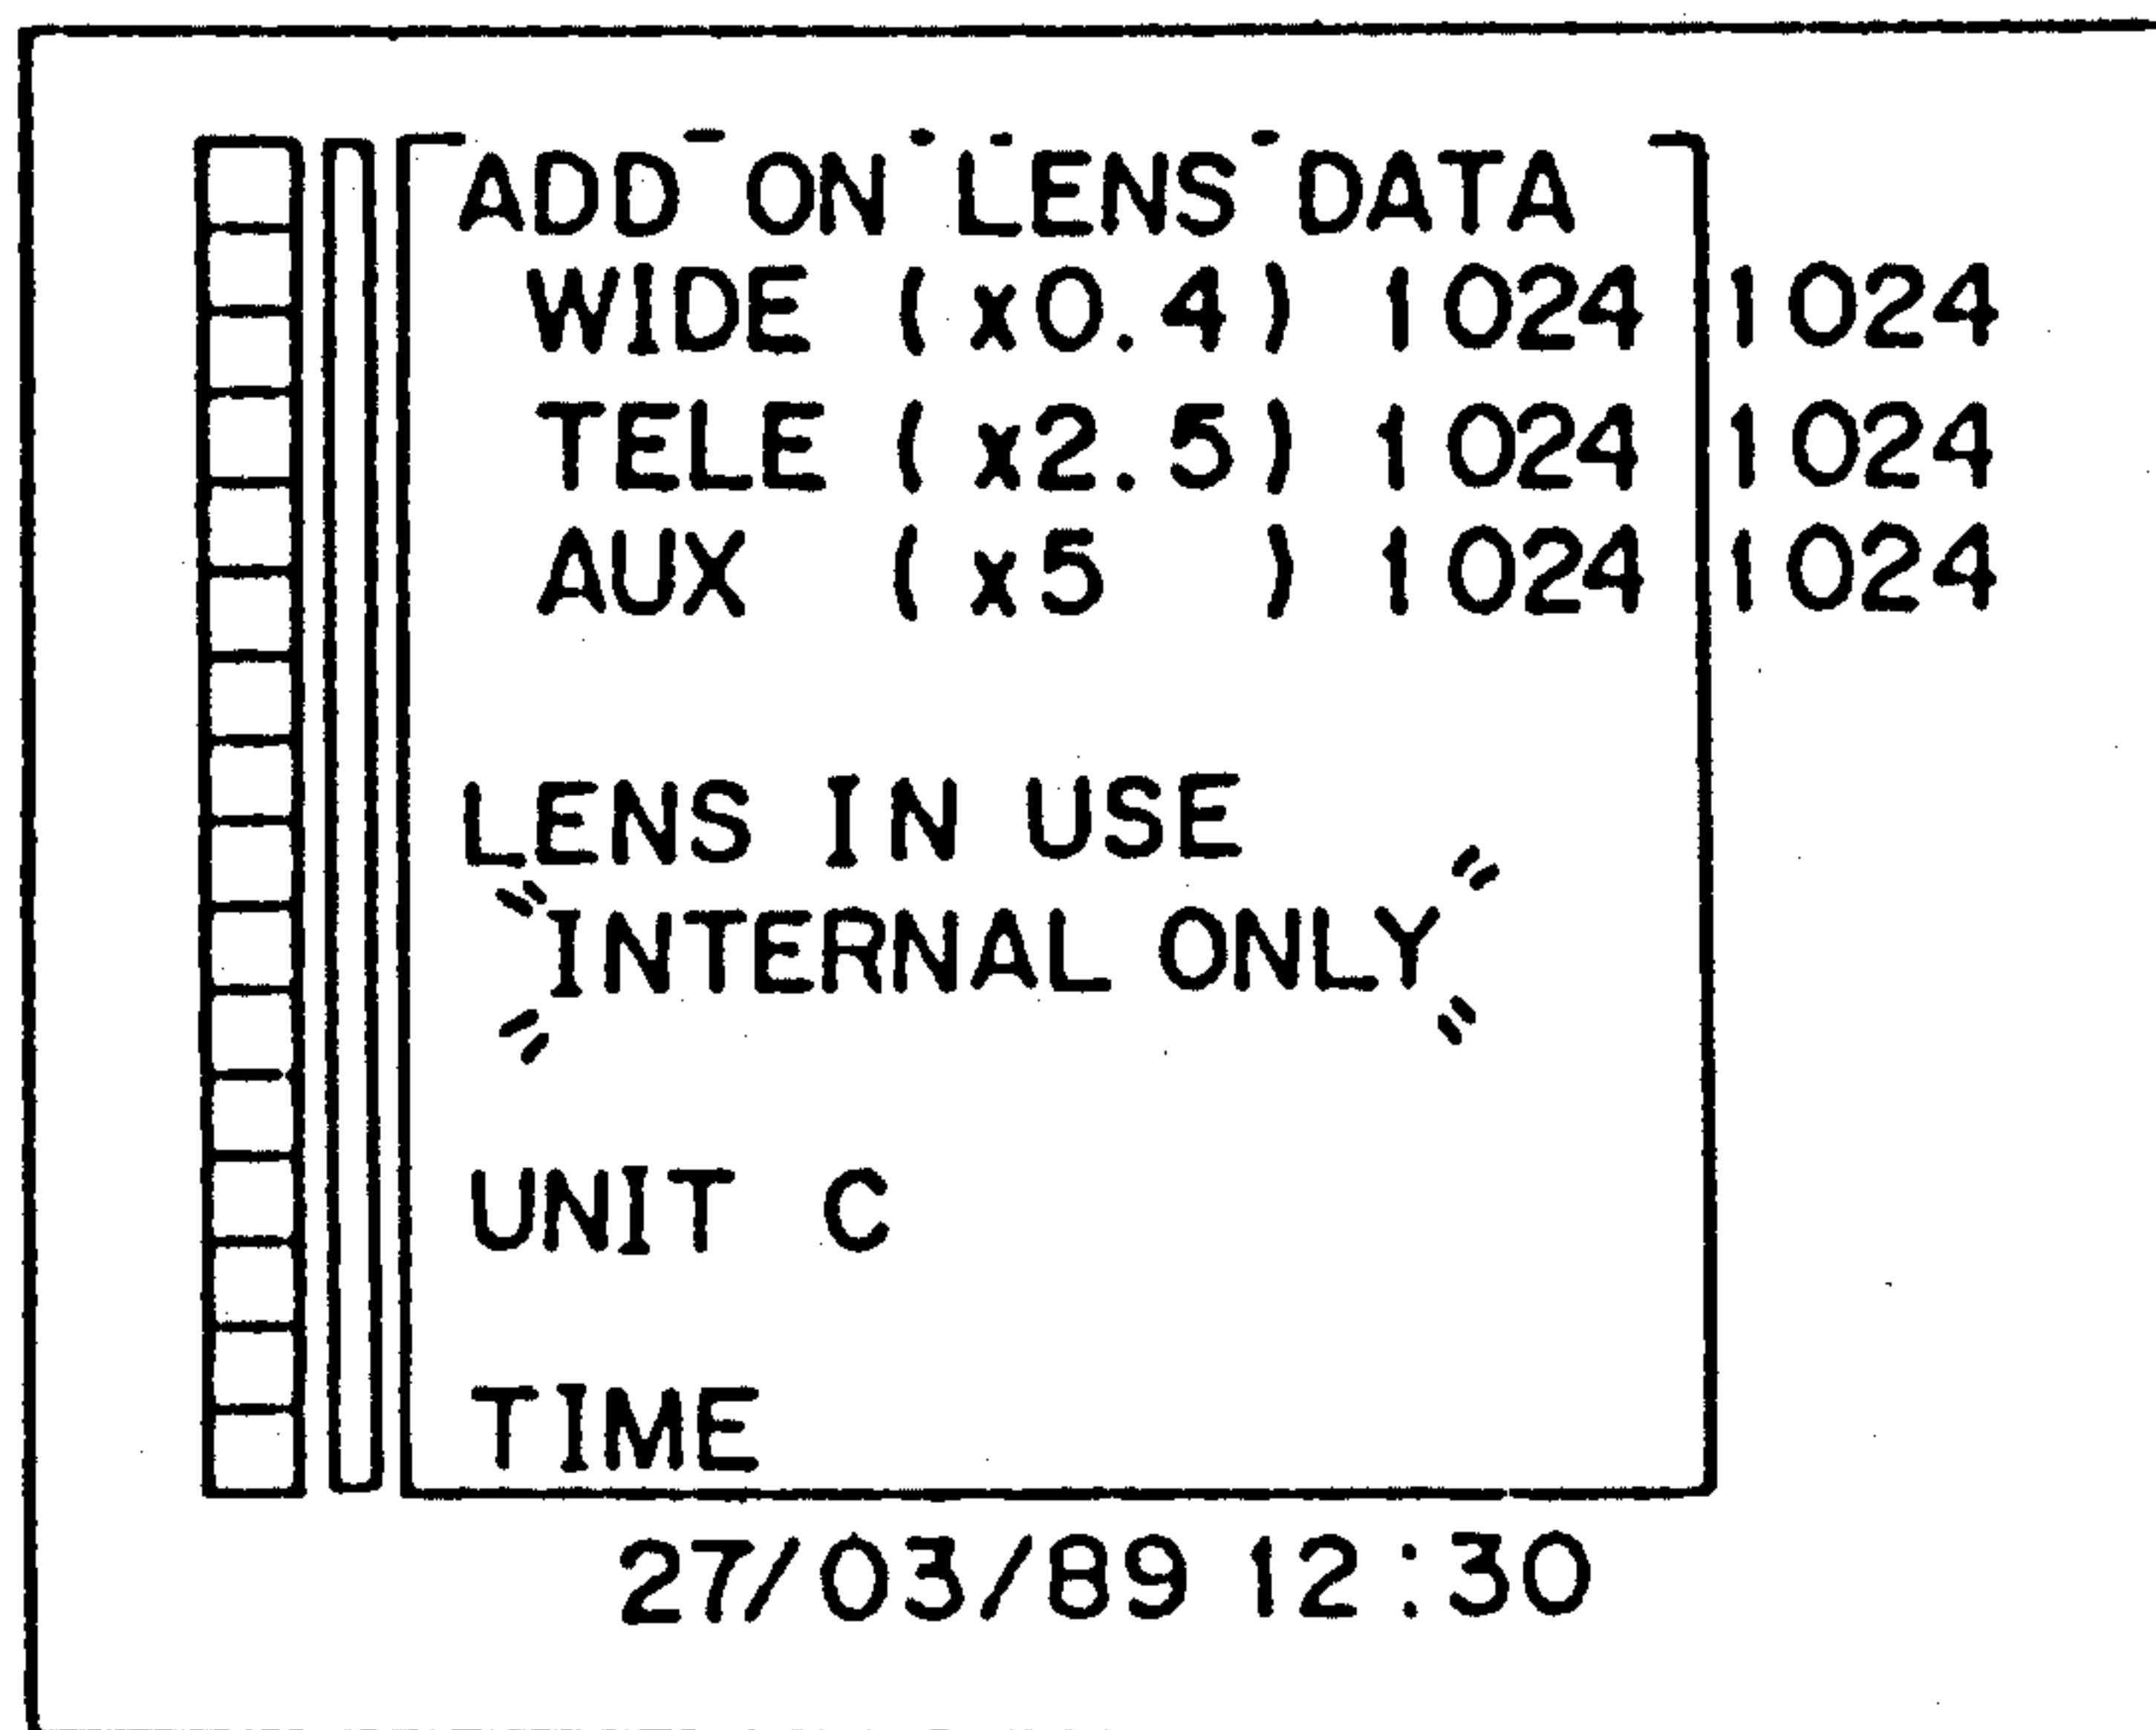 ADD ON LENS DATA
WIDE (x0.4) 1024 1024
TELE (x2.5) 1024 1024
AUX (x5 ) 1024 1024
LENS IN USE
INTERNAL ONLY
UNIT C
TIME
27/03/89 12:30